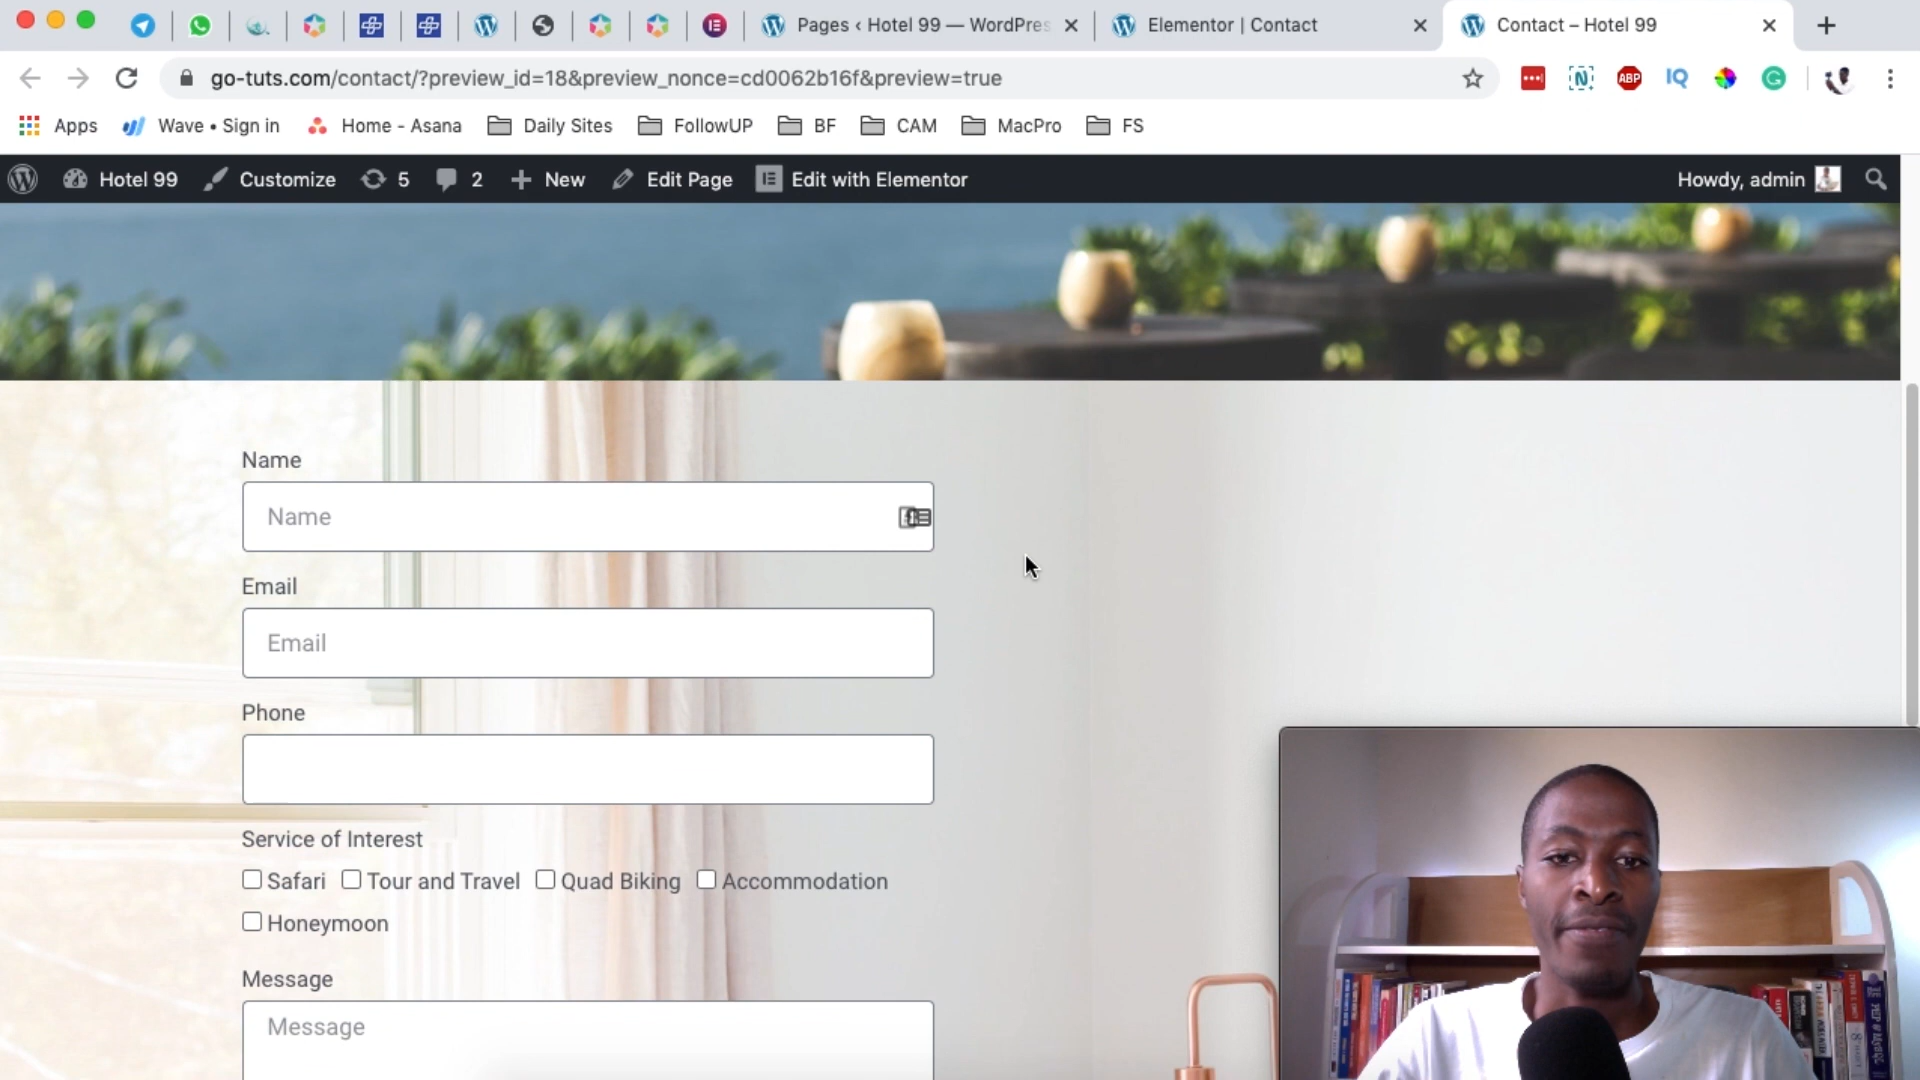 Pages ‹ Hotel 99 — WordPres
Elementor | Contact
Contact – Hotel 99
go-tuts.com/contact/?preview_id=18&preview_nonce=cd0062b16f&preview=true
ABP
IQ
Apps
Wave • Sign in
Home - Asana
Daily Sites
FollowUP
BF
CAM
MacPro
FS
Hotel 99
Customize
5
2
New
Edit Page
Edit with Elementor
Howdy, admin
Name
Name
Email
Email
Phone
Service of Interest
Safari
Tour and Travel
Quad Biking
Accommodation
Honeymoon
Message
Message